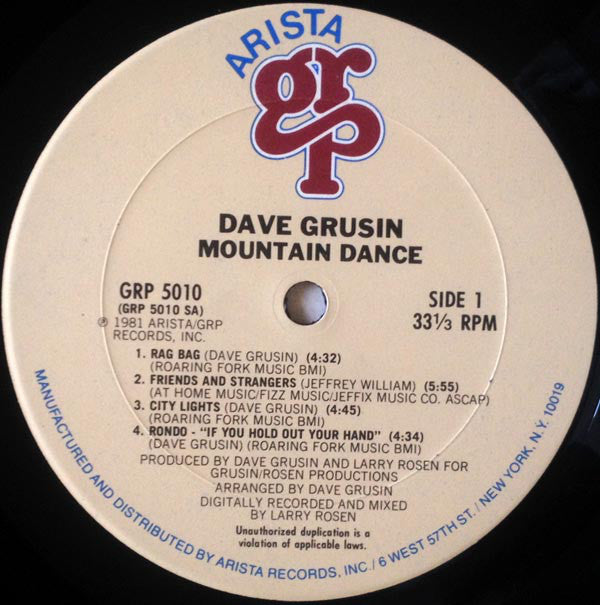 ARISTA
grp
DAVE GRUSIN
MOUNTAIN DANCE
GRP 5010
(GRP 5010 SA)
℗ 1981 ARISTA/GRP
RECORDS, INC.
SIDE 1
33⅓ RPM
1. RAG BAG (DAVE GRUSIN) (4:32)
(ROARING FORK MUSIC BMI)
2. FRIENDS AND STRANGERS (JEFFREY WILLIAM) (5:55)
(AT HOME MUSIC/FIZZ MUSIC/JEFFIX MUSIC CO. ASCAP)
3. CITY LIGHTS (DAVE GRUSIN) (4:45)
(ROARING FORK MUSIC BMI)
4. RONDO - "IF YOU HOLD OUT YOUR HAND" (4:34)
(DAVE GRUSIN) (ROARING FORK MUSIC BMI)
PRODUCED BY DAVE GRUSIN AND LARRY ROSEN FOR
GRUSIN/ROSEN PRODUCTIONS
ARRANGED BY DAVE GRUSIN
DIGITALLY RECORDED AND MIXED
BY LARRY ROSEN
Unauthorized duplication is a
violation of applicable laws.
MANUFACTURED AND DISTRIBUTED BY ARISTA RECORDS, INC./6 WEST 57TH ST./NEW YORK, N.Y. 10019